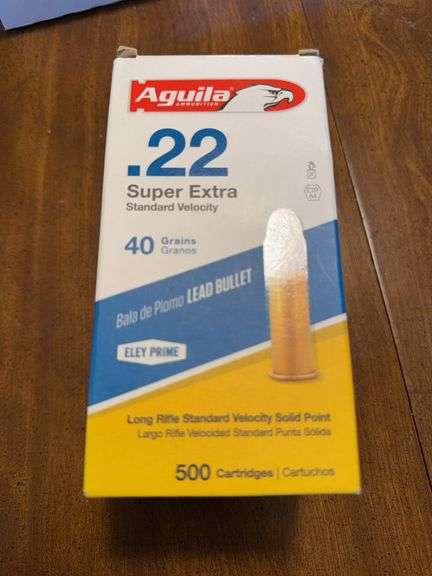 Aguila
AMMUNITION
.22
Super Extra
Standard Velocity
40 Grains
Granos
Bala de Plomo LEAD BULLET
ELEY PRIME
Long Rifle Standard Velocity Solid Point
Largo Rifle Velocidad Standard Punta Sólida
500 Cartridges | Cartuchos